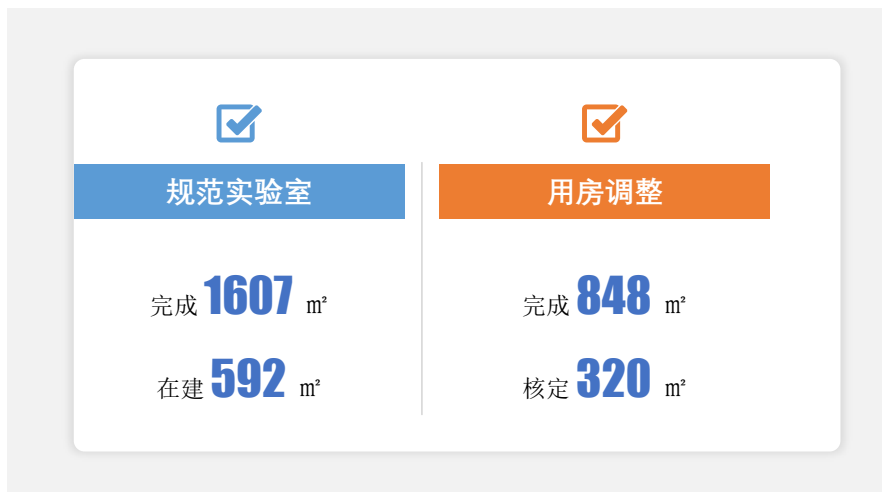 规范实验室
完成 1607 ㎡
在建 592 ㎡
用房调整
完成 848 ㎡
核定 320 ㎡